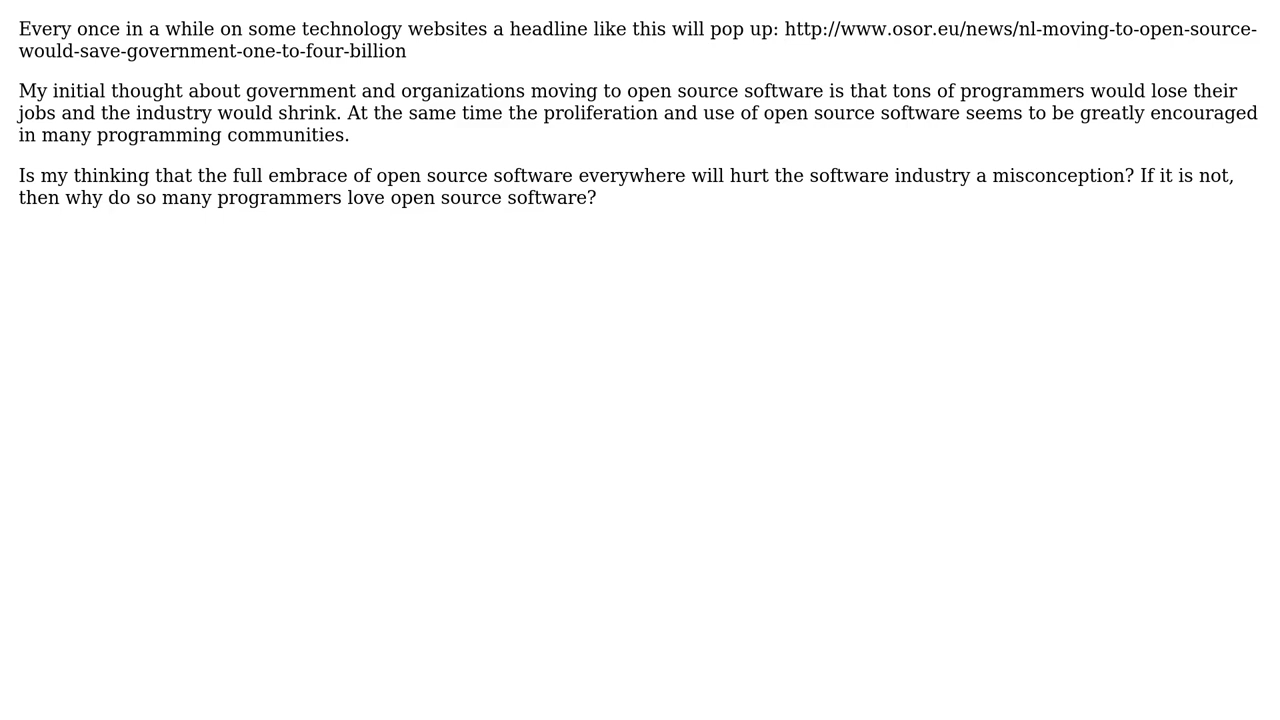 Every once in a while on some technology websites a headline like this will pop up: http://www.osor.eu/news/nl-moving-to-open-source-
would-save-government-one-to-four-billion
My initial thought about government and organizations moving to open source software is that tons of programmers would lose their
jobs and the industry would shrink. At the same time the proliferation and use of open source software seems to be greatly encouraged
in many programming communities.
Is my thinking that the full embrace of open source software everywhere will hurt the software industry a misconception? If it is not,
then why do so many programmers love open source software?